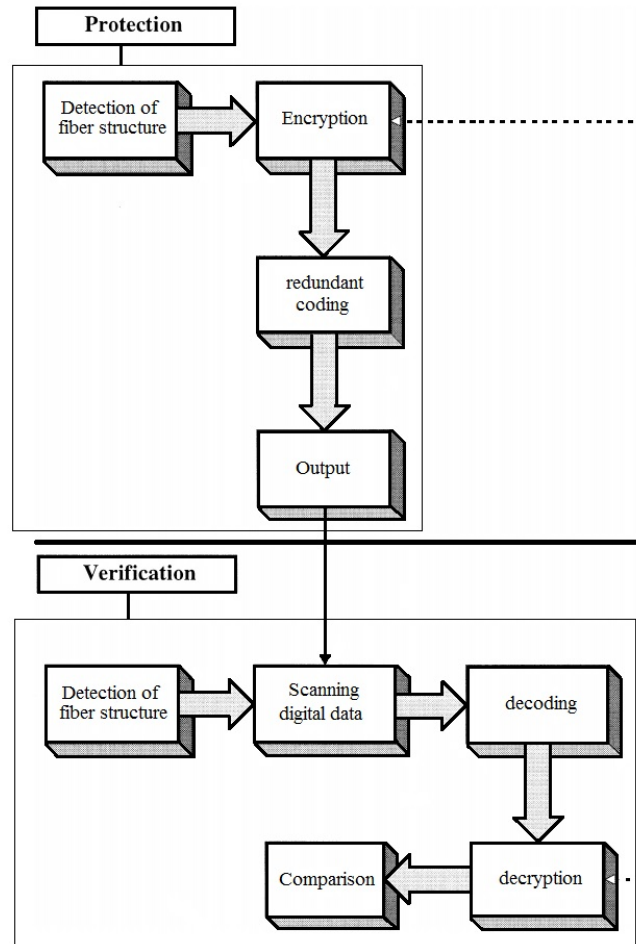 Protection
Detection of
fiber structure
Encryption
redundant
coding
Output
Verification
Detection of
fiber structure
Scanning
digital data
decoding
Comparison
decryption